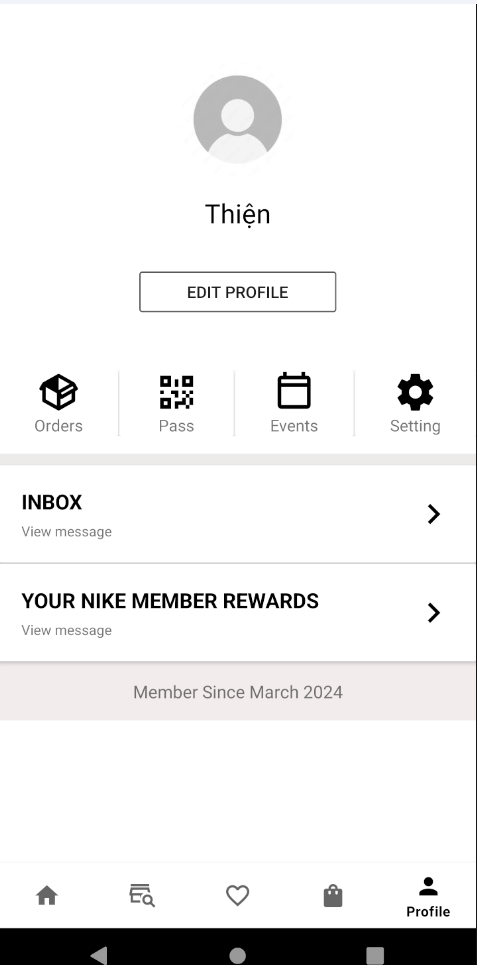 Thiện
EDIT PROFILE
Orders Pass Events Setting
INBOX
View message
YOUR NIKE MEMBER REWARDS
View message
Member Since March 2024
Profile